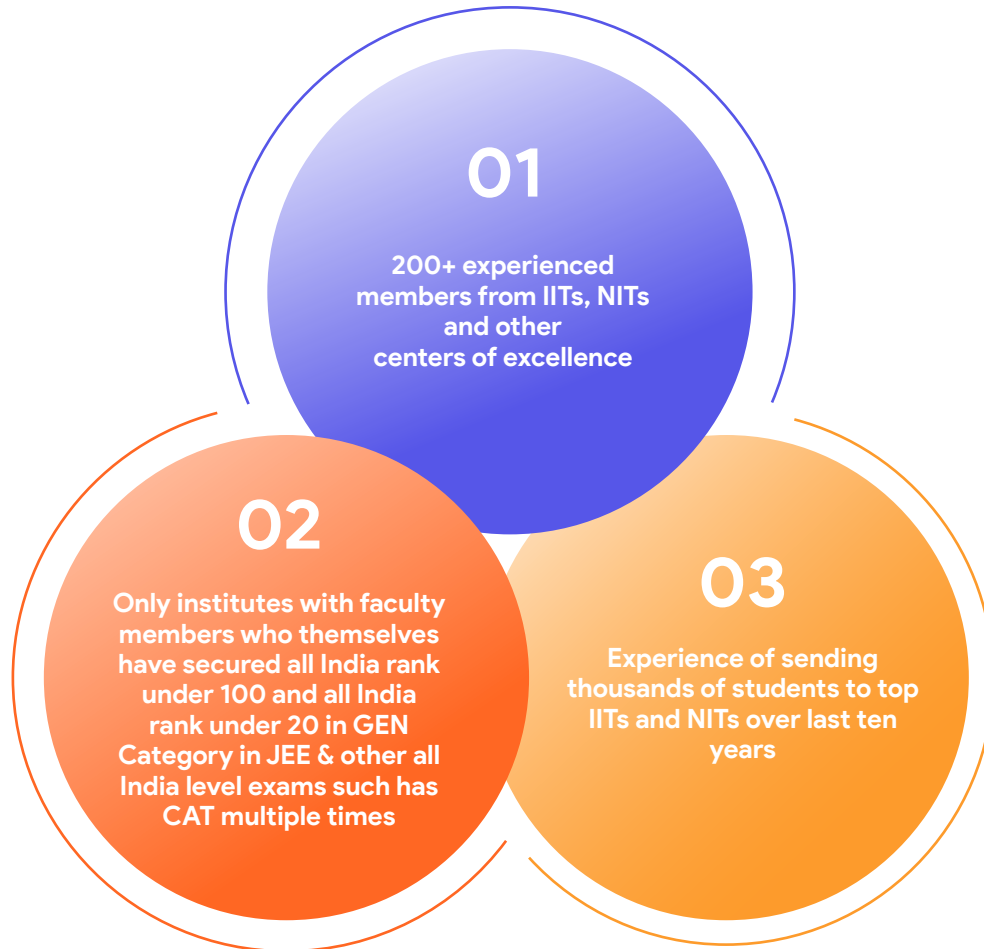 01
200+ experienced
members from IITs, NITs
and other
centers of excellence
02
Only institutes with faculty
members who themselves
have secured all India rank
under 100 and all India
rank under 20 in GEN
Category in JEE & other all
India level exams such has
CAT multiple times
03
Experience of sending
thousands of students to top
IITs and NITs over last ten
years